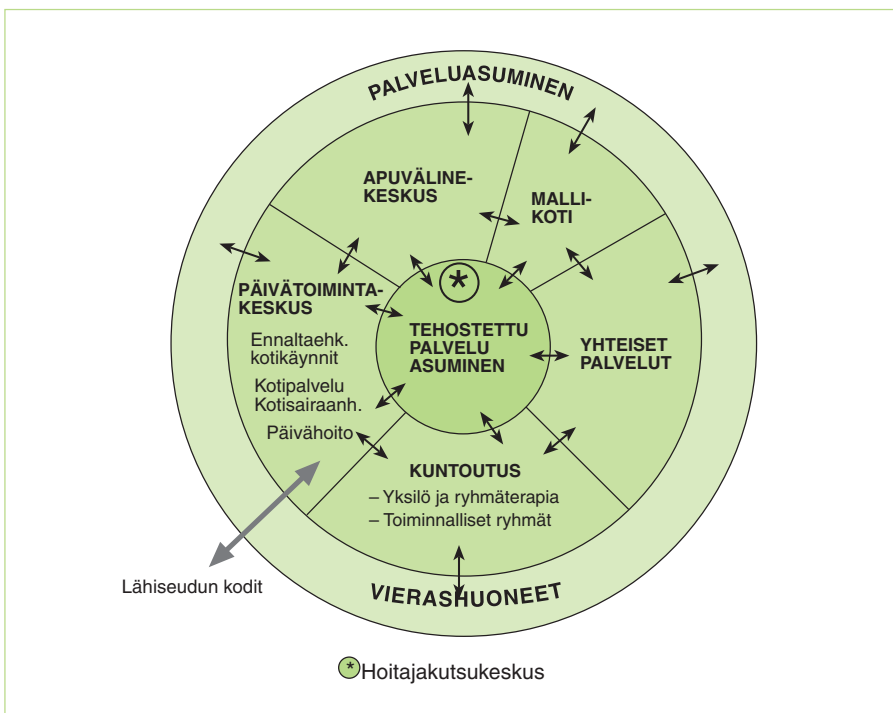 PALVELUASUMINEN
APUVÄLINE-
KESKUS
MALLI-
KOTI
PÄIVÄTOIMINTA-
KESKUS
Ennaltaehk.
kotikäynnit
Kotipalvelu
Kotisairaanh.
Päivähoito
*
TEHOSTETTU
PALVELU
ASUMINEN
YHTEISET
PALVELUT
KUNTOUTUS
– Yksilö ja ryhmäterapia
– Toiminnalliset ryhmät
Lähiseudun kodit
VIERASHUONEET
* Hoitajakutsukeskus